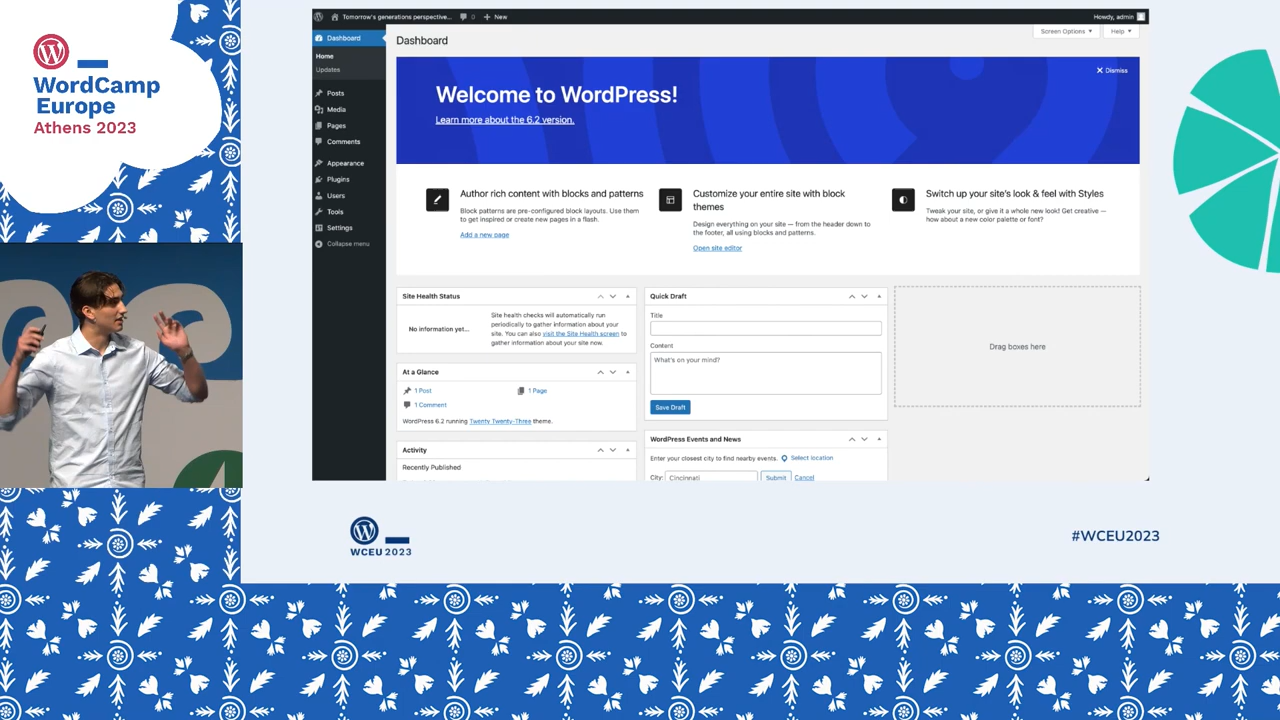 WordCamp
Europe
Athens 2023
Tomorrow's generations perspective...
0
New
Howdy, admin
Dashboard
Home
Updates
Posts
Media
Pages
Comments
Appearance
Plugins
Users
Tools
Settings
Collapse menu
Dashboard
Screen Options
Help
Dismiss
Welcome to WordPress!
Learn more about the 6.2 version.
Author rich content with blocks and patterns
Block patterns are pre-configured block layouts. Use them
to get inspired or create new pages in a flash.
Add a new page
Customize your entire site with block
themes
Design everything on your site — from the header down to
the footer, all using blocks and patterns.
Open site editor
Switch up your site's look & feel with Styles
Tweak your site, or give it a whole new look! Get creative —
how about a new color palette or font?
Site Health Status
No information yet...
Site health checks will automatically run
periodically to gather information about your
site. You can also visit the Site Health screen to
gather information about your site now.
At a Glance
1 Post
1 Page
1 Comment
WordPress 6.2 running Twenty Twenty-Three theme.
Activity
Recently Published
Quick Draft
Title
Content
What's on your mind?
Save Draft
WordPress Events and News
Enter your closest city to find nearby events.
Select location
City:
Cincinnati
Submit
Cancel
Drag boxes here
WCEU 2023
#WCEU2023